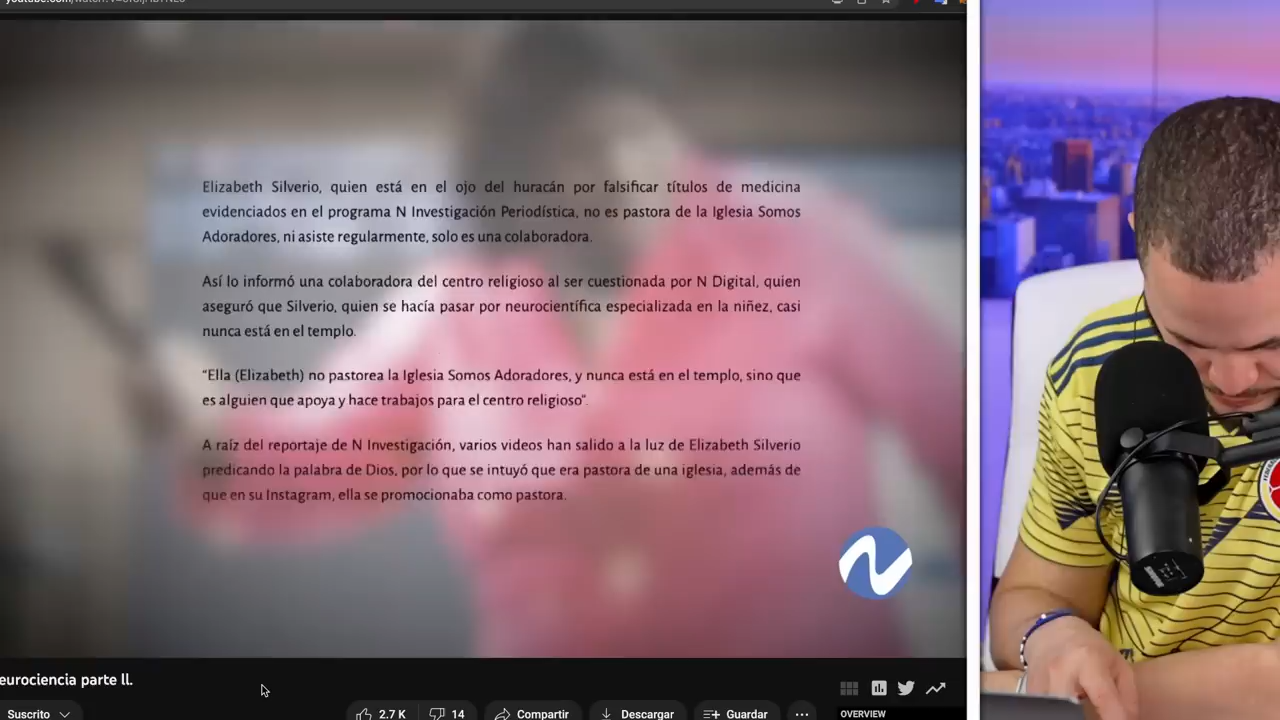 Elizabeth Silverio, quien está en el ojo del huracán por falsificar títulos de medicina
evidenciados en el programa N Investigación Periodística, no es pastora de la Iglesia Somos
Adoradores, ni asiste regularmente, solo es una colaboradora.
Así lo informó una colaboradora del centro religioso al ser cuestionada por N Digital, quien
aseguró que Silverio, quien se hacía pasar por neurocientífica especializada en la niñez, casi
nunca está en el templo.
“Ella (Elizabeth) no pastorea la Iglesia Somos Adoradores, y nunca está en el templo, sino que
es alguien que apoya y hace trabajos para el centro religioso”.
A raíz del reportaje de N Investigación, varios videos han salido a la luz de Elizabeth Silverio
predicando la palabra de Dios, por lo que se intuyó que era pastora de una iglesia, además de
que en su Instagram, ella se promocionaba como pastora.
eurociencia parte ll.
Suscrito
2.7 K
14
Compartir
Descargar
Guardar
OVERVIEW